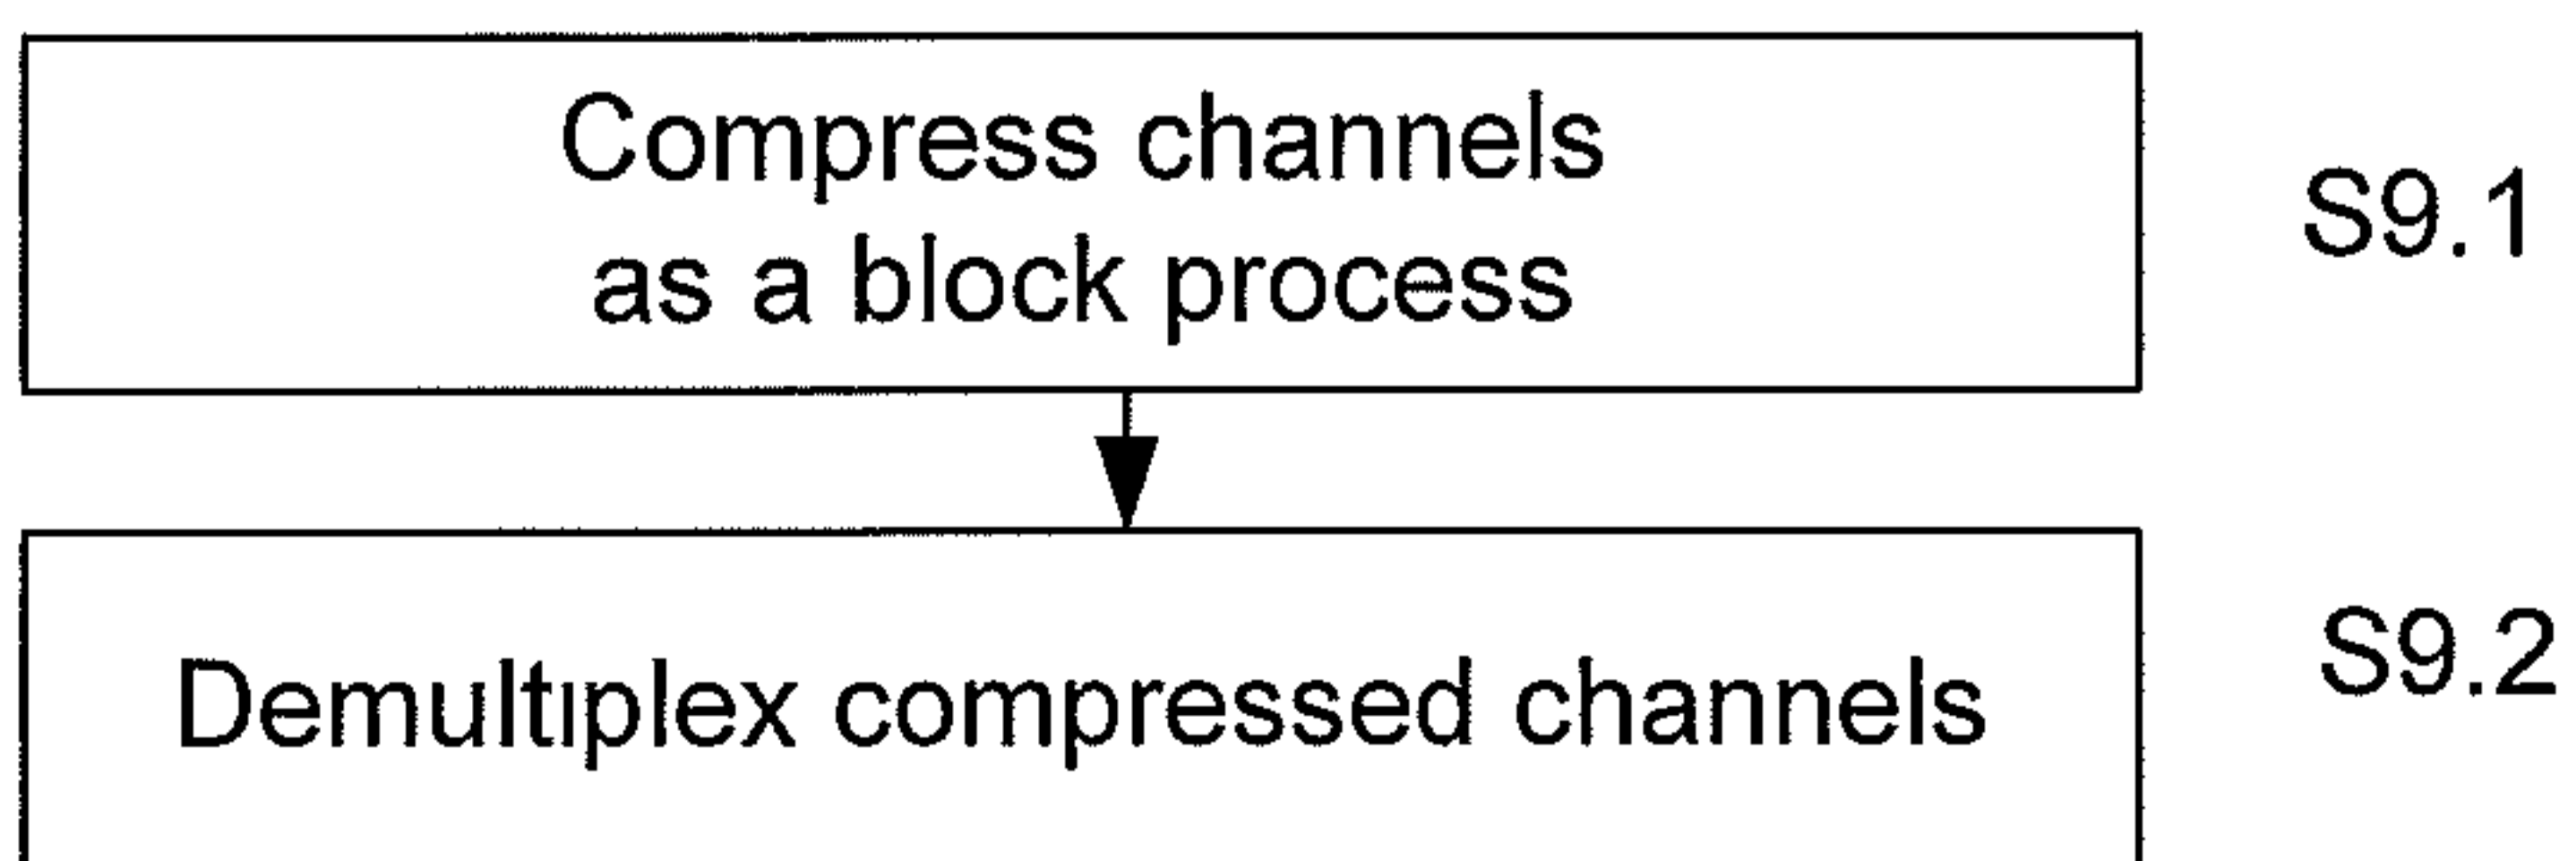 Compress channels
as a block process
S9.1
Demultiplex compressed channels
S9.2